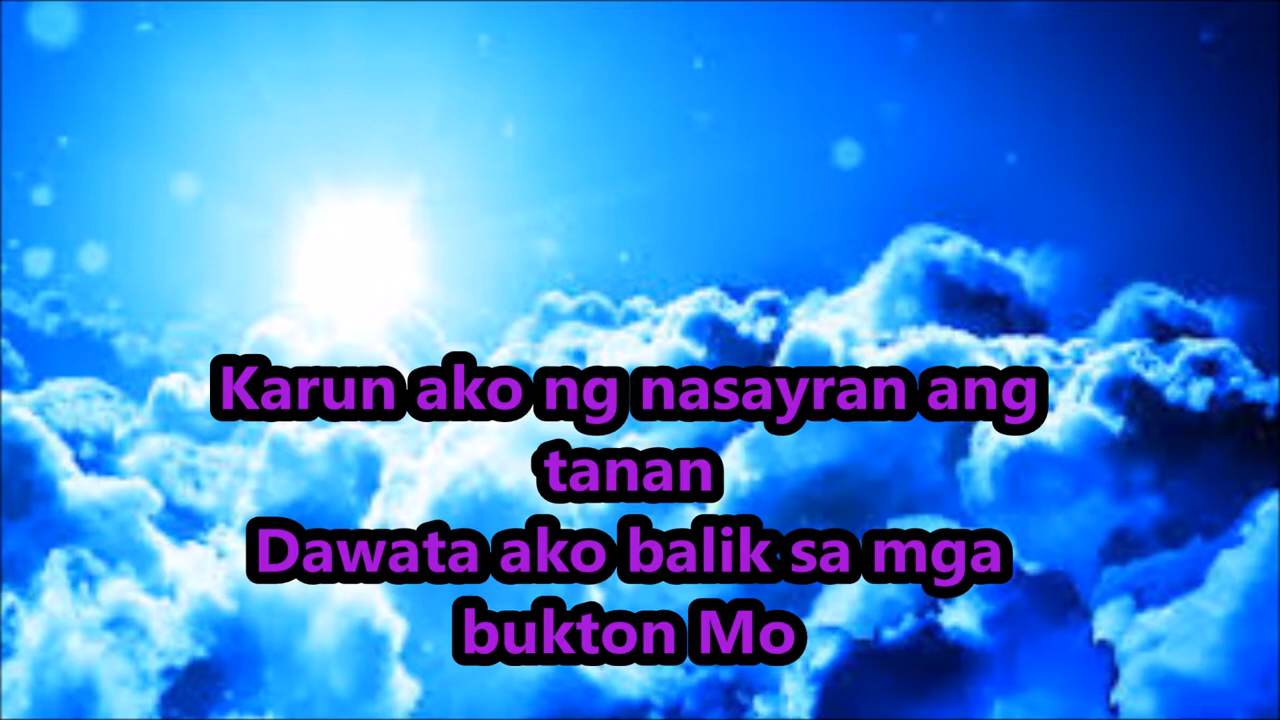 Karun ako ng nasayran ang
tanan
Dawata ako balik sa mga
bukton Mo